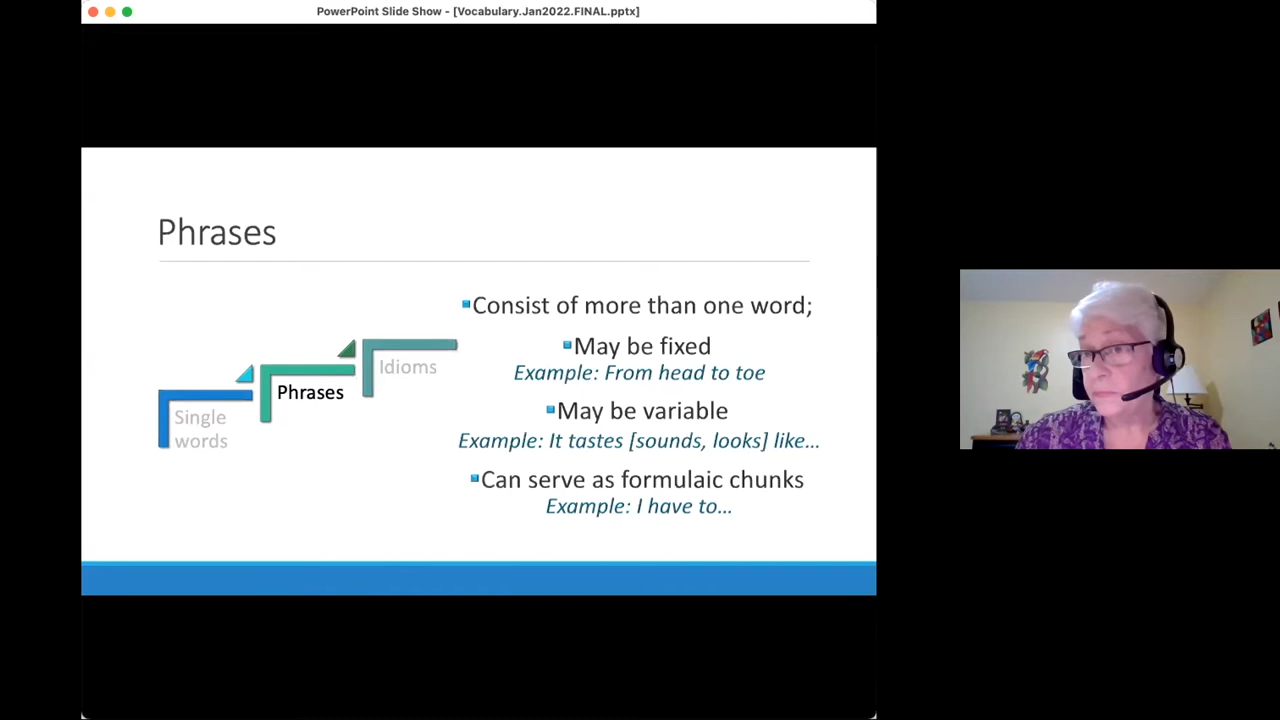 PowerPoint Slide Show - [Vocabulary.Jan2022.FINAL.pptx]
Phrases
Single
words
Phrases
Idioms
Consist of more than one word;
May be fixed
Example: From head to toe
May be variable
Example: It tastes [sounds, looks] like…
Can serve as formulaic chunks
Example: I have to…